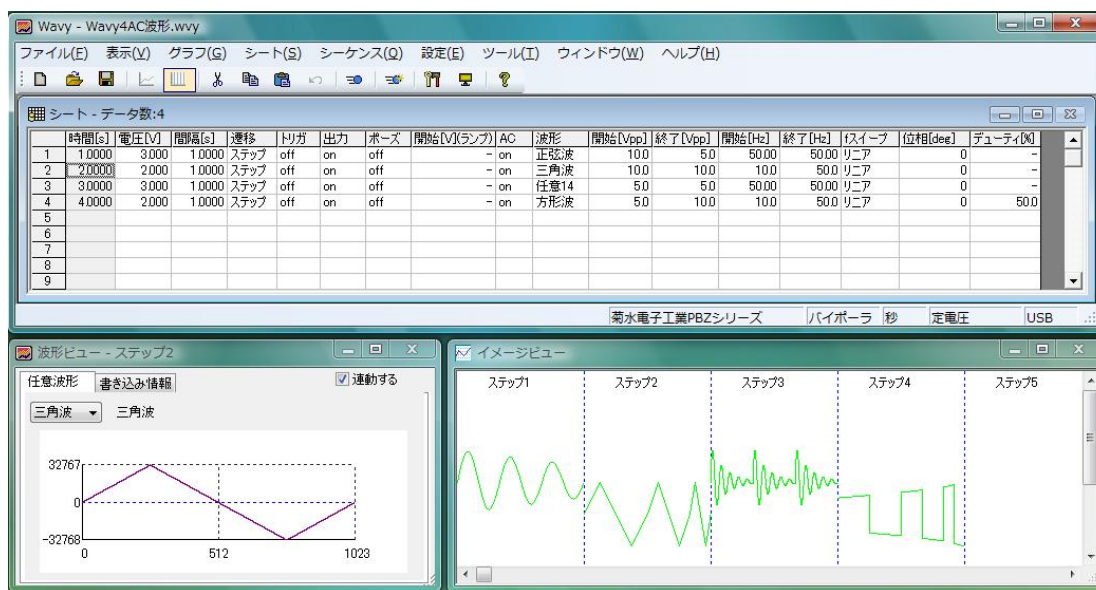 Wavy - Wavy4AC波形.wvy
ファイル(F) 表示(V) グラフ(G) シート(S) シーケンス(Q) 設定(E) ツール(T) ウィンドウ(W) ヘルプ(H)
シート - データ数:4
時間[s] 電圧[V] 間隔[s] 遷移 トリガ 出力 ポーズ 開始[V](ランプ) AC 波形 開始[Vpp] 終了[Vpp] 開始[Hz] 終了[Hz] fスイープ 位相[deg] デューティ[%]
1 1.0000 3.000 1.0000 ステップ off on off - on 正弦波 10.0 5.0 50.00 50.00 リニア 0 -
2 2.0000 2.000 1.0000 ステップ off on off - on 三角波 10.0 10.0 10.0 50.0 リニア 0 -
3 3.0000 3.000 1.0000 ステップ off on off - on 任意14 5.0 5.0 50.00 50.00 リニア 0 -
4 4.0000 2.000 1.0000 ステップ off on off - on 方形波 5.0 10.0 10.0 50.0 リニア 0 50.0
5
6
7
8
9
菊水電子工業PBZシリーズ バイポーラ 秒 定電圧 USB
波形ビュー - ステップ2
任意波形 書き込み情報 連動する
三角波 三角波
32767
0
-32768
0 512 1023
イメージビュー
ステップ1 ステップ2 ステップ3 ステップ4 ステップ5